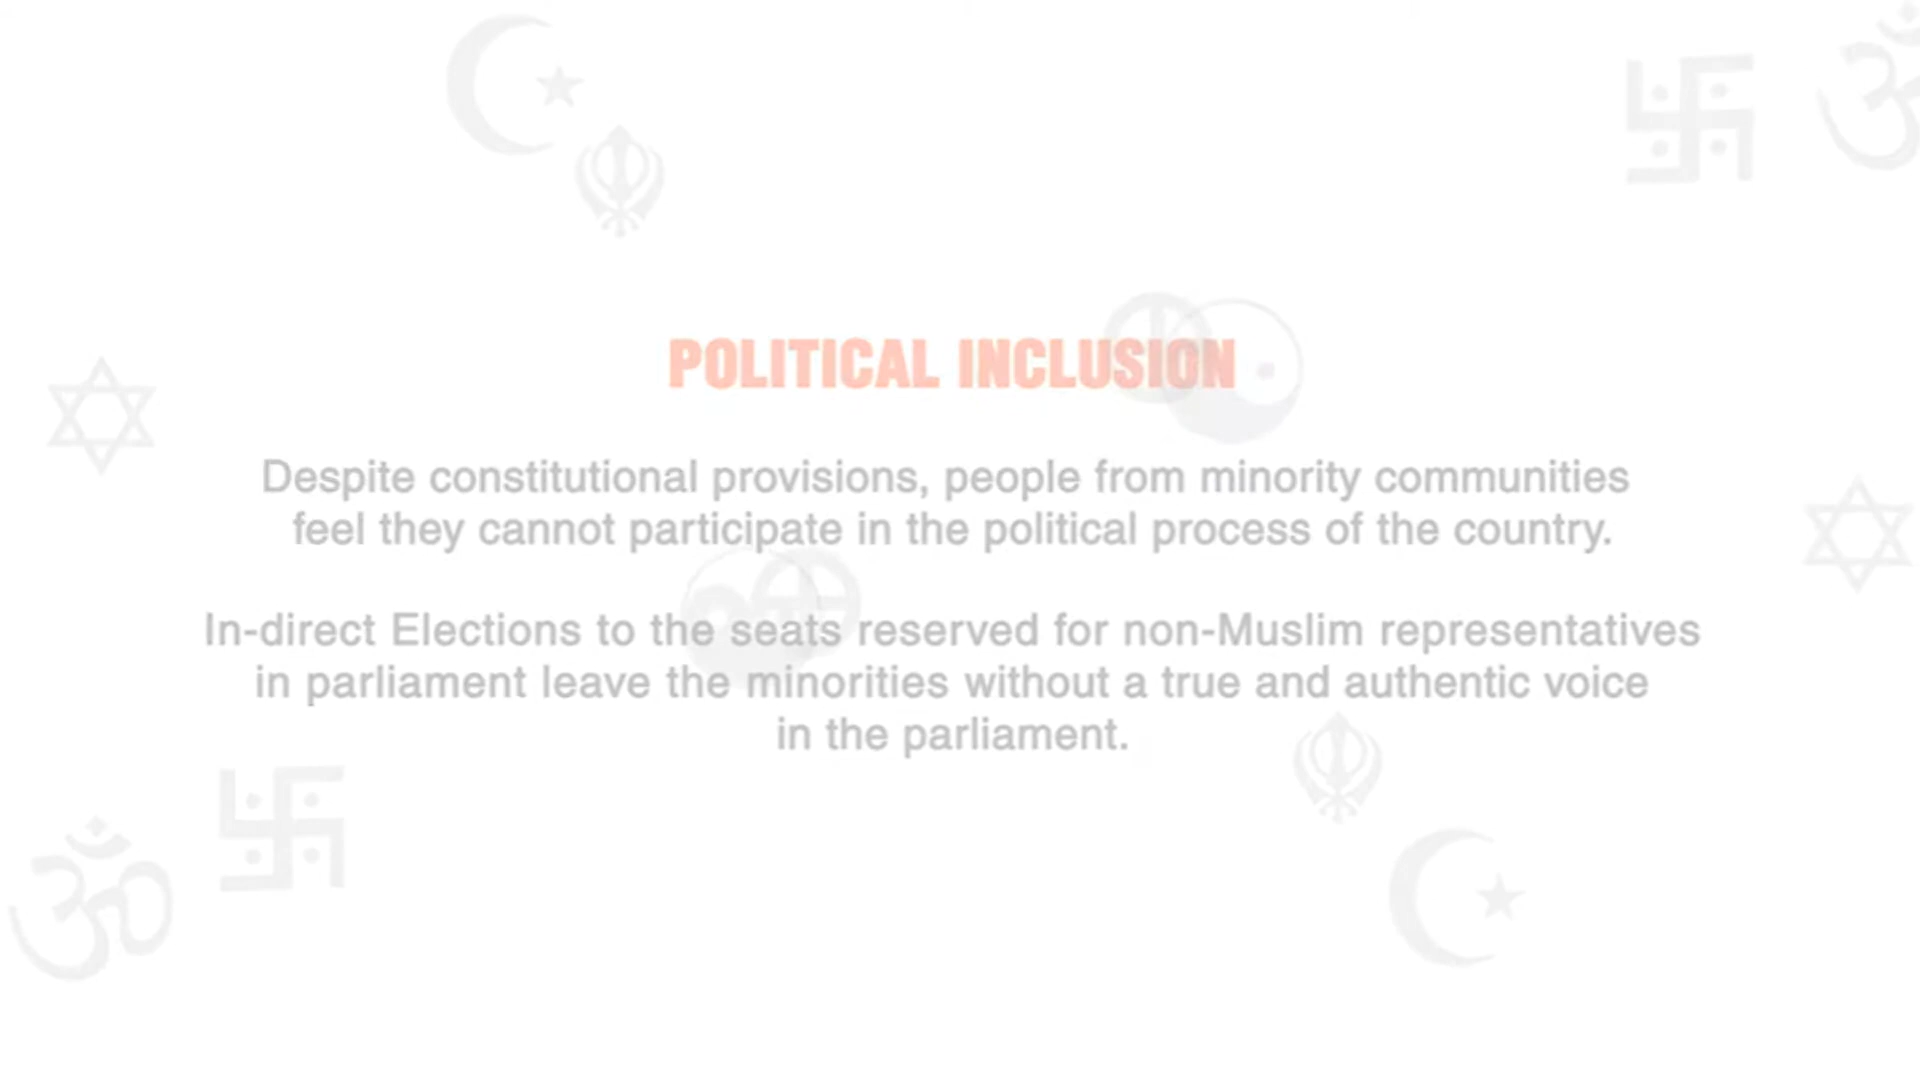 POLITICAL INCLUSION
Despite constitutional provisions, people from minority communities
feel they cannot participate in the political process of the country.
In-direct Elections to the seats reserved for non-Muslim representatives
in parliament leave the minorities without a true and authentic voice
in the parliament.